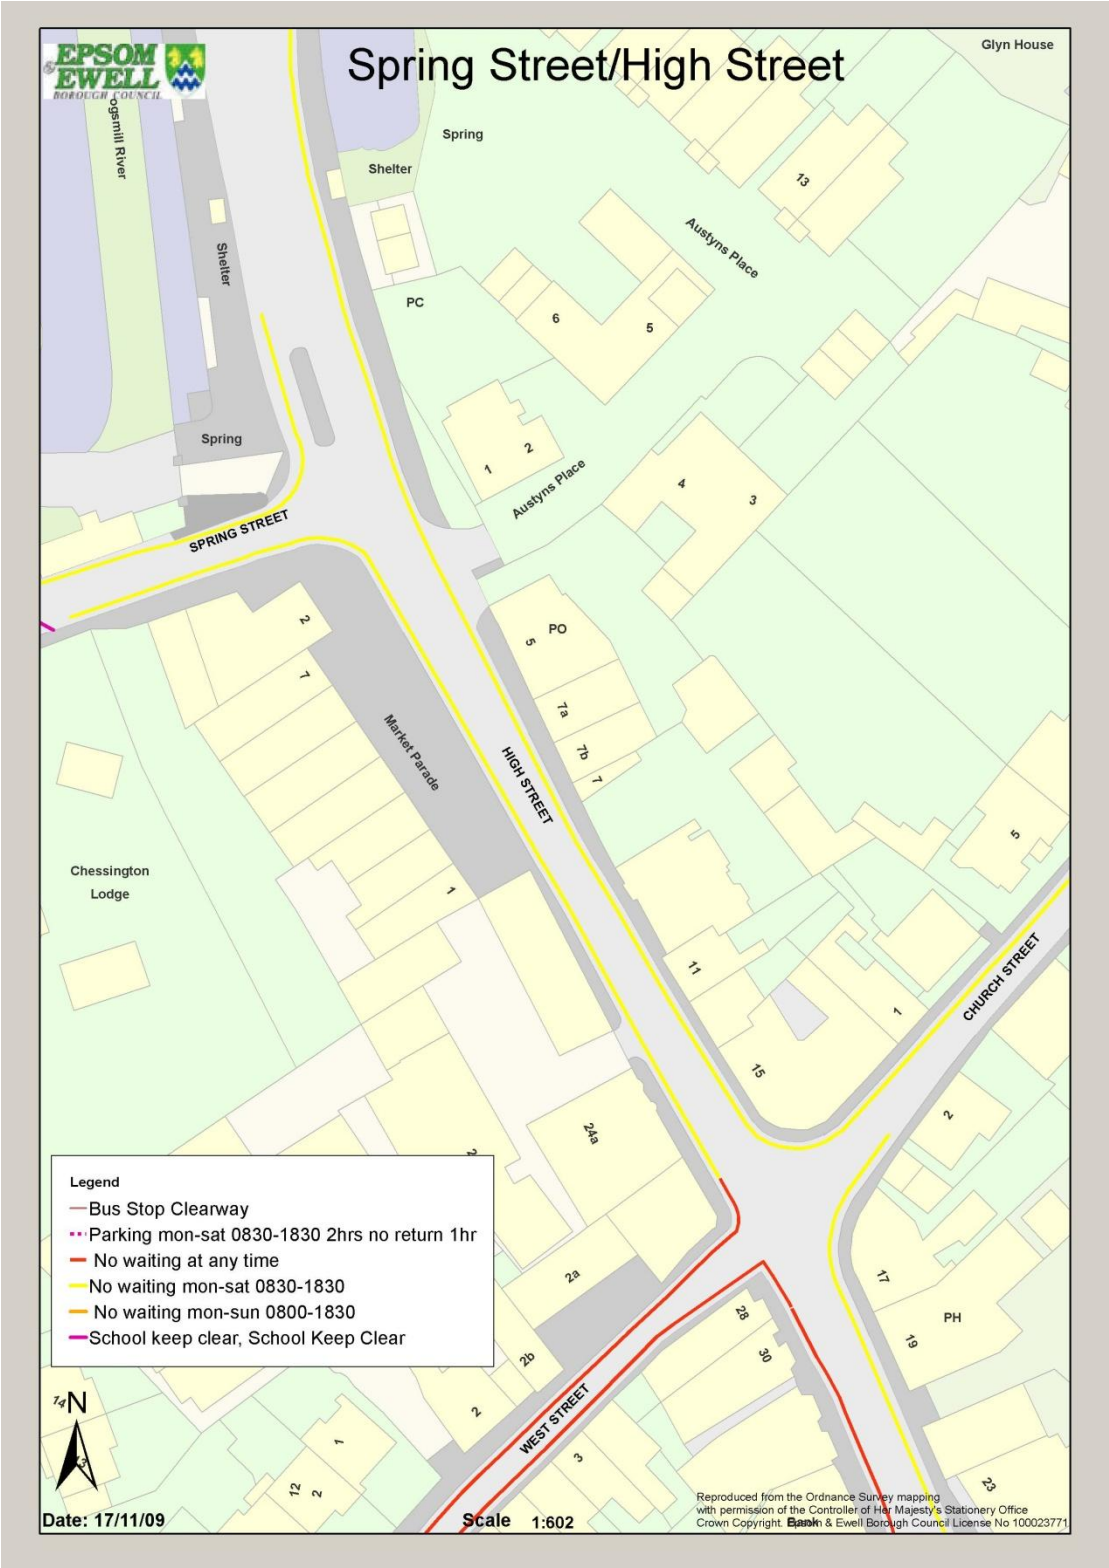 EPSOM
& EWELL
BOROUGH COUNCIL
Spring Street/High Street
Glyn House
ogsmill River
Spring
Shelter
13
Austyns Place
Shelter
PC
6
5
Spring
1
2
Austyns Place
4
3
SPRING STREET
2
PO
5
7
7a
Market Parade
7b
7
HIGH STREET
5
Chessington
Lodge
1
11
CHURCH STREET
1
15
2
24a
2
Legend
Bus Stop Clearway
Parking mon-sat 0830-1830 2hrs no return 1hr
No waiting at any time
No waiting mon-sat 0830-1830
No waiting mon-sun 0800-1830
School keep clear, School Keep Clear
2a
17
28
PH
19
30
2b
14
N
2
WEST STREET
1
3
13
12
2
23
Reproduced from the Ordnance Survey mapping
with permission of the Controller of Her Majesty's Stationery Office
Crown Copyright. Epsom & Ewell Borough Council License No 100023771
Bank
Date: 17/11/09
Scale 1:602